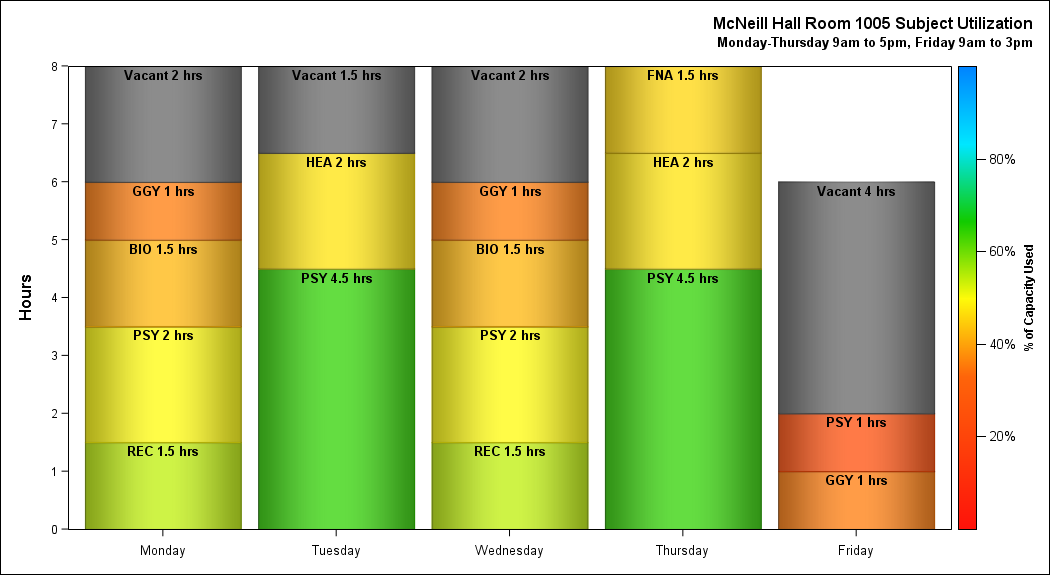 McNeill Hall Room 1005 Subject Utilization
Monday-Thursday 9am to 5pm, Friday 9am to 3pm
Hours
8
7
6
5
4
3
2
1
0
Vacant 2 hrs
GGY 1 hrs
BIO 1.5 hrs
PSY 2 hrs
REC 1.5 hrs
Monday
Vacant 1.5 hrs
HEA 2 hrs
PSY 4.5 hrs
Tuesday
Vacant 2 hrs
GGY 1 hrs
BIO 1.5 hrs
PSY 2 hrs
REC 1.5 hrs
Wednesday
FNA 1.5 hrs
HEA 2 hrs
PSY 4.5 hrs
Thursday
Vacant 4 hrs
PSY 1 hrs
GGY 1 hrs
Friday
80%
60%
40%
20%
% of Capacity Used